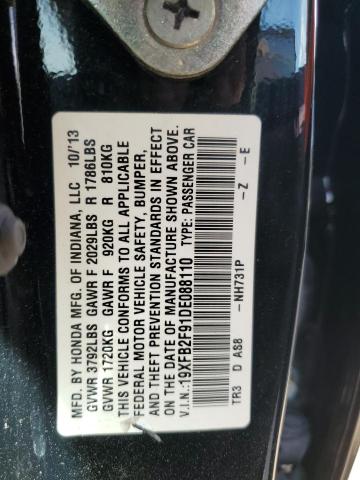 MFD. BY HONDA MFG. OF INDIANA, LLC 10/'13
GVWR 3792LBS GAWR F 2029LBS R 1786LBS
GVWR 1720KG GAWR F 920KG R 810KG
THIS VEHICLE CONFORMS TO ALL APPLICABLE
FEDERAL MOTOR VEHICLE SAFETY, BUMPER,
AND THEFT PREVENTION STANDARDS IN EFFECT
ON THE DATE OF MANUFACTURE SHOWN ABOVE.
V.I.N.:19XFB2F91DE088110 TYPE: PASSENGER CAR
TR3 D AS8 -NH731P -Z -E